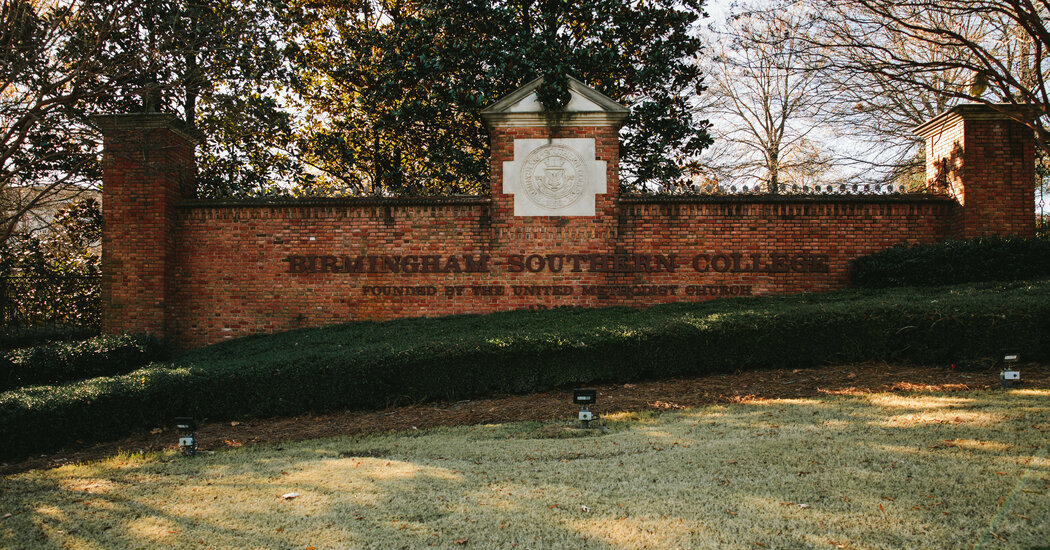 BIRMINGHAM-SOUTHERN COLLEGE
FOUNDED BY THE UNITED METHODIST CHURCH